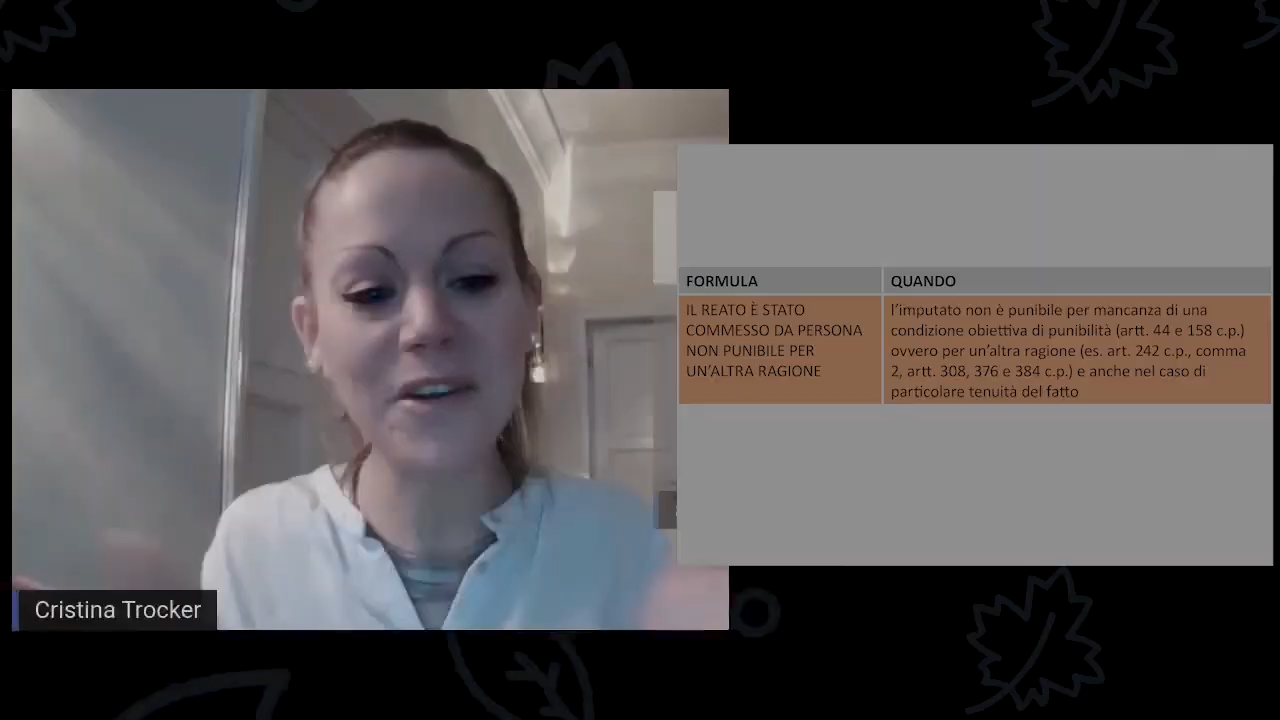 FORMULA
QUANDO
IL REATO È STATO
COMMESSO DA PERSONA
NON PUNIBILE PER
UN'ALTRA RAGIONE
l'imputato non è punibile per mancanza di una
condizione obiettiva di punibilità (artt. 44 e 158 c.p.)
ovvero per un'altra ragione (es. art. 242 c.p., comma
2, artt. 308, 376 e 384 c.p.) e anche nel caso di
particolare tenuità del fatto
Cristina Trocker